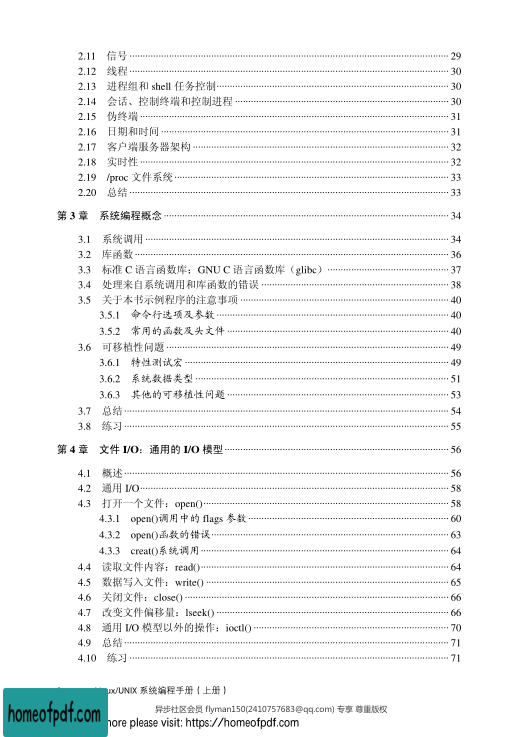 2.11 信号 29
2.12 线程 30
2.13 进程组和 shell 任务控制 30
2.14 会话、控制终端和控制进程 30
2.15 伪终端 31
2.16 日期和时间 31
2.17 客户端服务器架构 32
2.18 实时性 32
2.19 /proc 文件系统 33
2.20 总结 33
第 3 章 系统编程概念 34
3.1 系统调用 34
3.2 库函数 36
3.3 标准 C 语言函数库；GNU C 语言函数库（glibc） 37
3.4 处理来自系统调用和库函数的错误 38
3.5 关于本书示例程序的注意事项 40
3.5.1 命令行选项及参数 40
3.5.2 常用的函数及头文件 40
3.6 可移植性问题 49
3.6.1 特性测试宏 49
3.6.2 系统数据类型 51
3.6.3 其他的可移植性问题 53
3.7 总结 54
3.8 练习 55
第 4 章 文件 I/O：通用的 I/O 模型 56
4.1 概述 56
4.2 通用 I/O 58
4.3 打开一个文件：open() 58
4.3.1 open()调用中的 flags 参数 60
4.3.2 open()函数的错误 63
4.3.3 creat()系统调用 64
4.4 读取文件内容：read() 64
4.5 数据写入文件：write() 65
4.6 关闭文件：close() 66
4.7 改变文件偏移量：lseek() 66
4.8 通用 I/O 模型以外的操作：ioctl() 70
4.9 总结 71
4.10 练习 71
ux/UNIX 系统编程手册（上册）
异步社区会员 flyman150(2410757683@qq.com) 专享 尊重版权
homeofpdf.com
ore please visit: https://homeofpdf.com